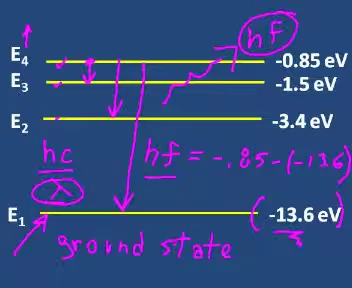 hf
E₄ -0.85 eV
E₃ -1.5 eV
E₂ -3.4 eV
hc
λ
hf = -.85-(-13.6)
E₁ (-13.6 eV)
ground state